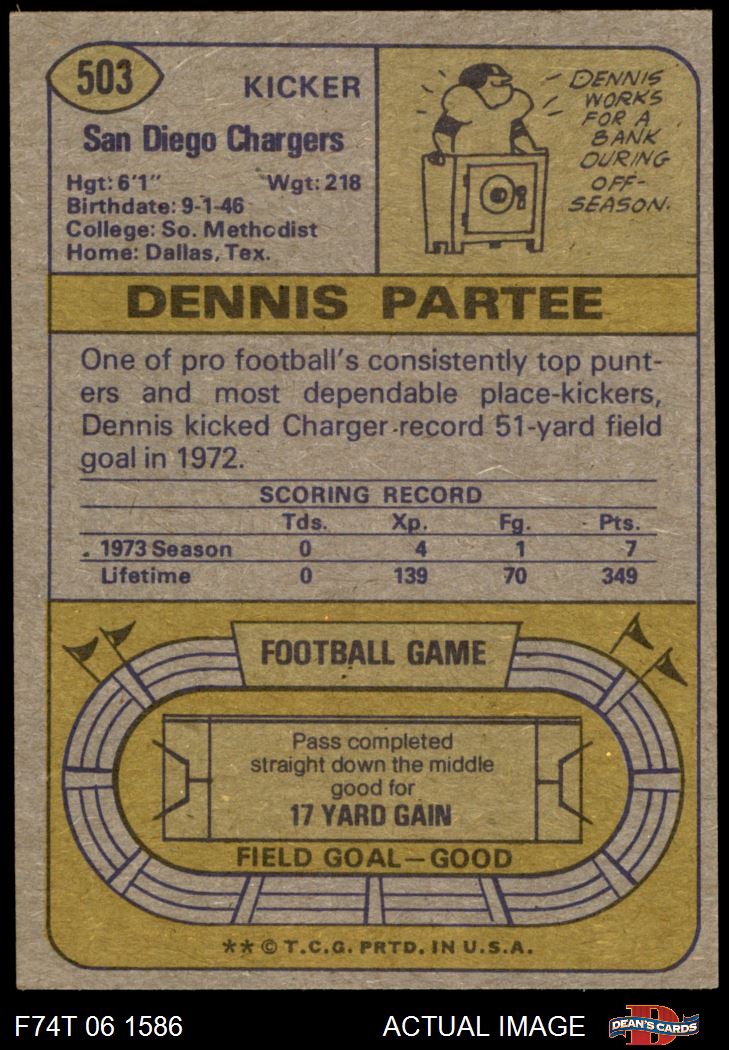 503
KICKER
San Diego Chargers
Hgt: 6'1" Wgt: 218
Birthdate: 9-1-46
College: So. Methodist
Home: Dallas, Tex.
DENNIS
WORKS
FOR A
BANK
DURING
OFF-
SEASON.
DENNIS PARTEE
One of pro football's consistently top punt-
ers and most dependable place-kickers,
Dennis kicked Charger-record 51-yard field
goal in 1972.
SCORING RECORD
Tds. Xp. Fg. Pts.
1973 Season 0 4 1 7
Lifetime 0 139 70 349
FOOTBALL GAME
Pass completed
straight down the middle
good for
17 YARD GAIN
FIELD GOAL—GOOD
** © T.C.G. PRTD. IN U.S.A.
F74T 06 1586 ACTUAL IMAGE DEAN'S CARDS